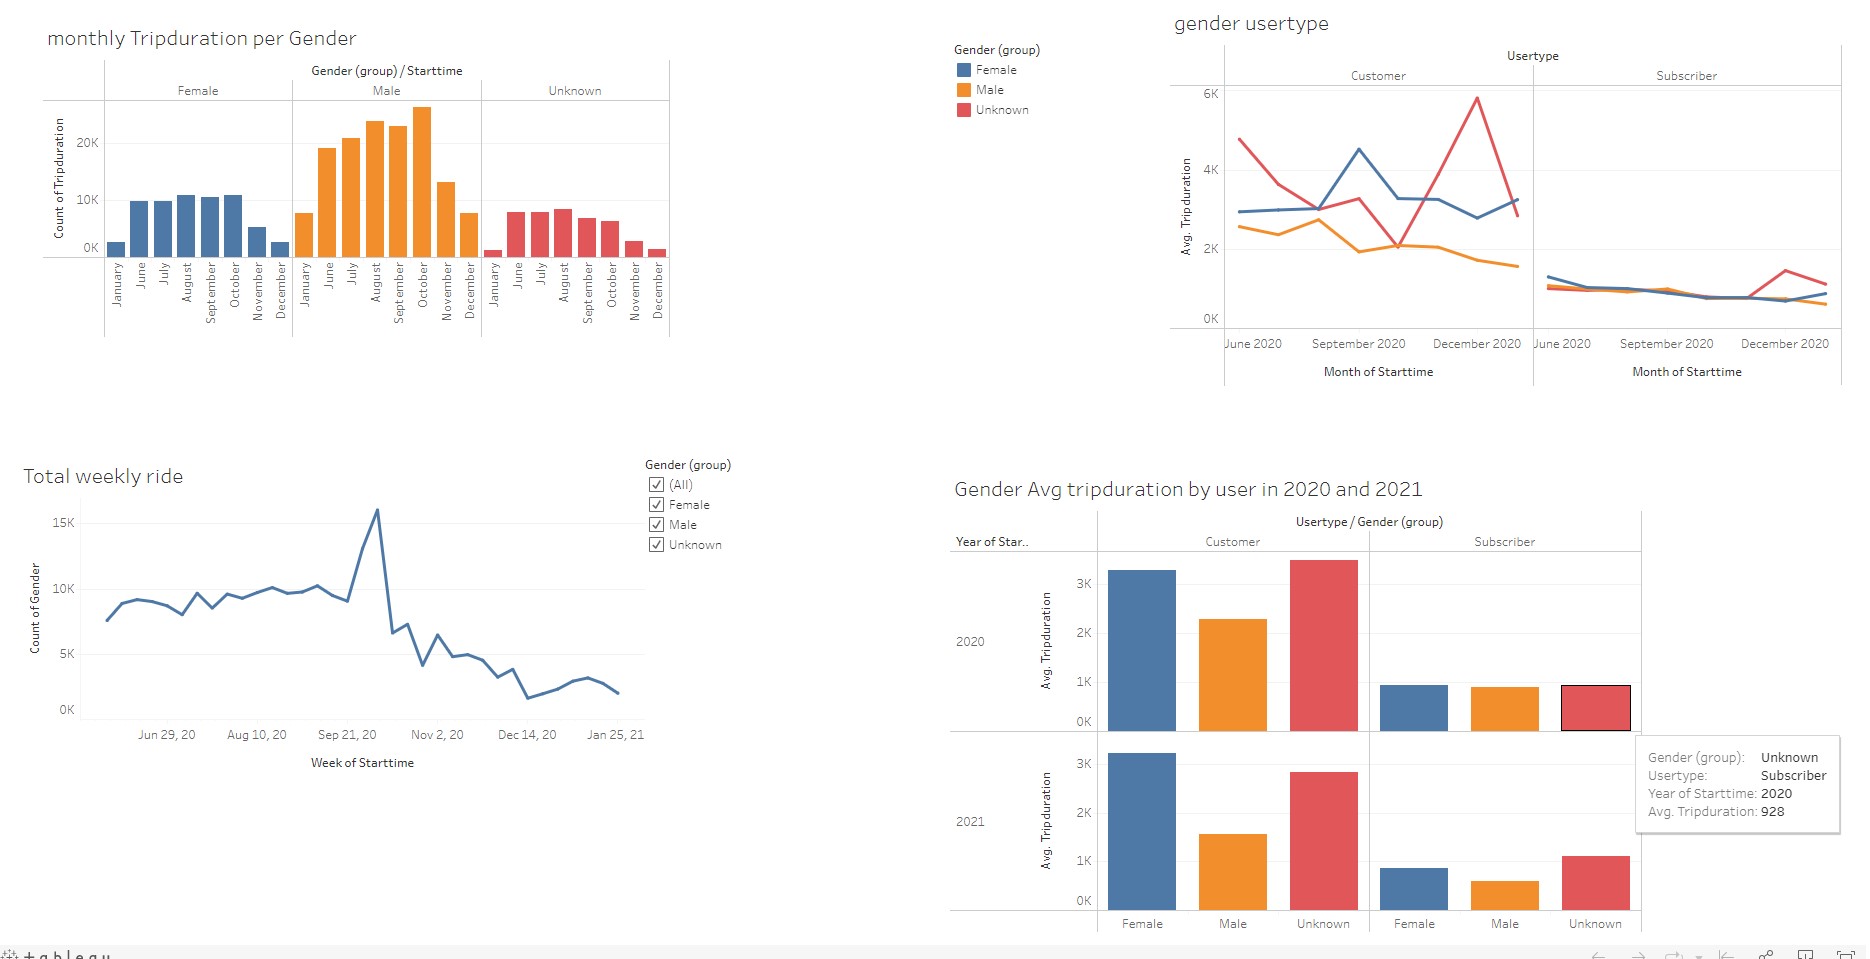 monthly Tripduration per Gender
Gender (group) / Starttime
Female Male Unknown
Count of Tripduration
20K
10K
0K
January June July August September October November December January June July August September October November December January June July August September October November December
Gender (group)
Female
Male
Unknown
gender usertype
Usertype
Customer Subscriber
Avg. Tripduration
6K
4K
2K
0K
June 2020 September 2020 December 2020 June 2020 September 2020 December 2020
Month of Starttime Month of Starttime
Total weekly ride
Count of Gender
15K
10K
5K
0K
Jun 29, 20 Aug 10, 20 Sep 21, 20 Nov 2, 20 Dec 14, 20 Jan 25, 21
Week of Starttime
Gender (group)
(All)
Female
Male
Unknown
Gender Avg tripduration by user in 2020 and 2021
Usertype / Gender (group)
Year of Star.. Customer Subscriber
2020
Avg. Tripduration
3K
2K
1K
0K
2021
Avg. Tripduration
3K
2K
1K
0K
Female Male Unknown Female Male Unknown
Gender (group): Unknown
Usertype: Subscriber
Year of Starttime: 2020
Avg. Tripduration: 928
tableau